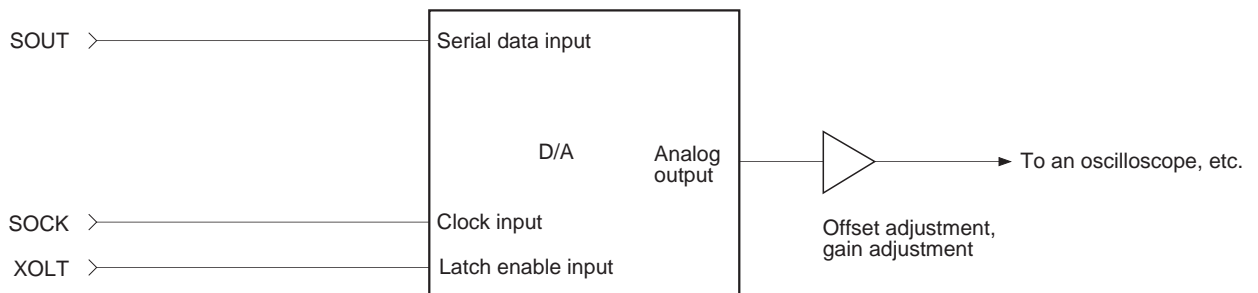 SOUT
Serial data input
D/A
Analog
output
To an oscilloscope, etc.
SOCK
Clock input
Offset adjustment,
gain adjustment
XOLT
Latch enable input